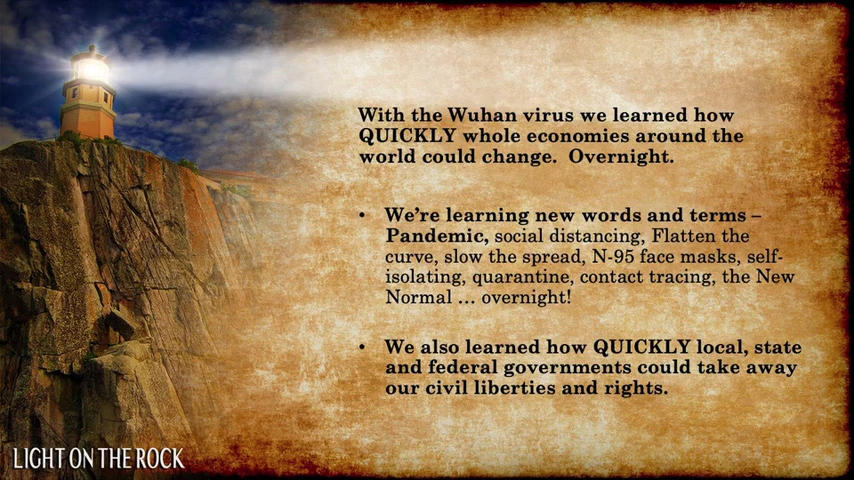 With the Wuhan virus we learned how
QUICKLY whole economies around the
world could change.  Overnight.
• We’re learning new words and terms –
Pandemic, social distancing, Flatten the
curve, slow the spread, N-95 face masks, self-
isolating, quarantine, contact tracing, the New
Normal … overnight!
• We also learned how QUICKLY local, state
and federal governments could take away
our civil liberties and rights.
LIGHT ON THE ROCK